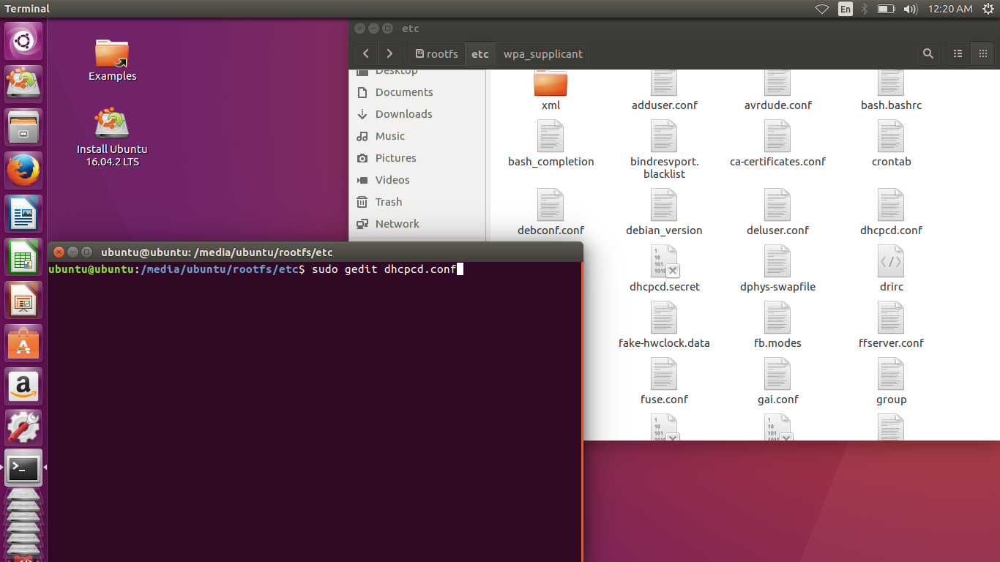 Terminal
En
12:20 AM
Examples
Install Ubuntu
16.04.2 LTS
etc
rootfs
etc
wpa_supplicant
Desktop
Documents
Downloads
Music
Pictures
Videos
Trash
Network
xml
adduser.conf
avrdude.conf
bash.bashrc
bash_completion
bindresvport.
blacklist
ca-certificates.conf
crontab
debconf.conf
debian_version
deluser.conf
dhcpcd.conf
dhcpcd.secret
dphys-swapfile
drirc
fake-hwclock.data
fb.modes
ffserver.conf
fuse.conf
gai.conf
group
ubuntu@ubuntu: /media/ubuntu/rootfs/etc
ubuntu@ubuntu:/media/ubuntu/rootfs/etc$ sudo gedit dhcpcd.conf